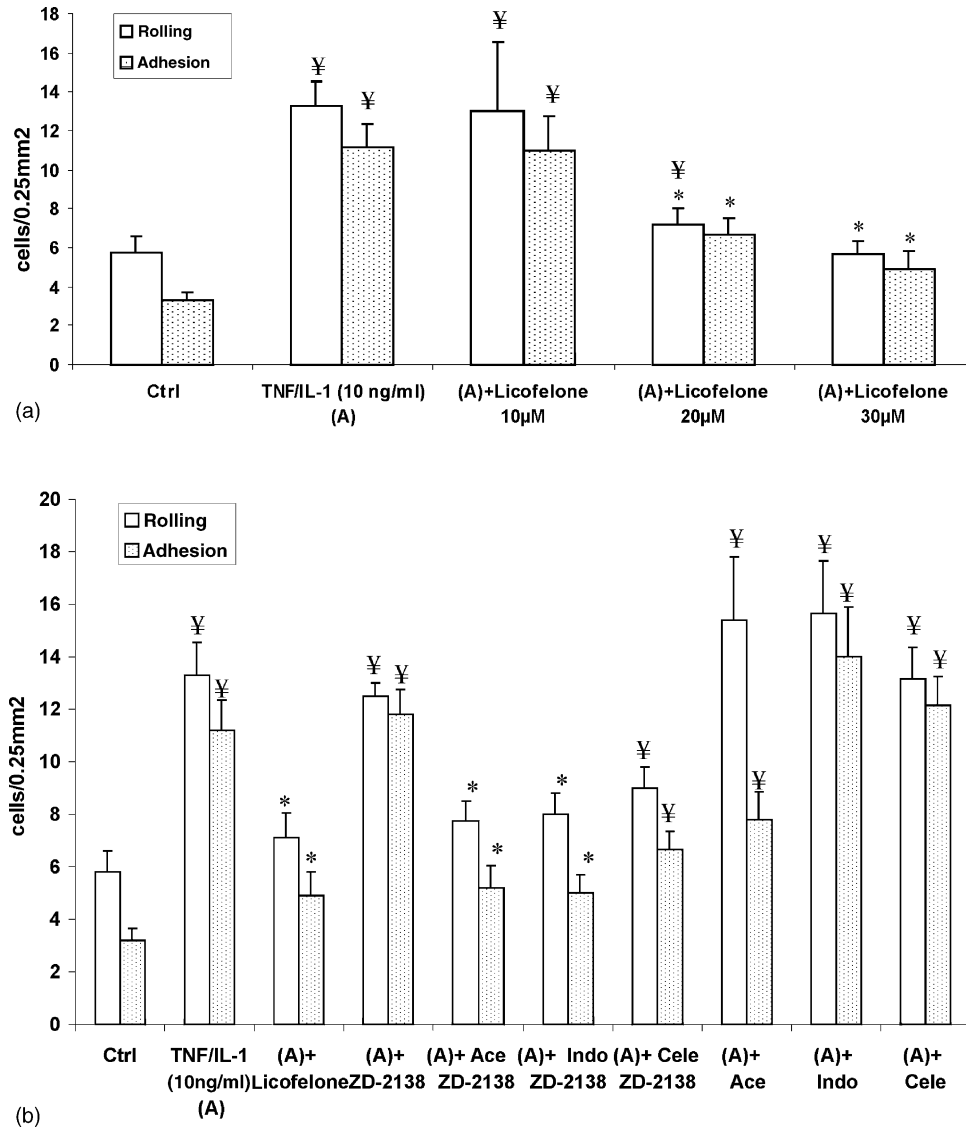 18
16
14
12
10
8
6
4
2
0
cells/0.25mm2
Rolling
Adhesion
¥
¥
¥
¥
¥
*
*
*
*
Ctrl
TNF/IL-1 (10 ng/ml)
(A)
(A)+Licofelone
10µM
(A)+Licofelone
20µM
(A)+Licofelone
30µM
(a)
20
18
16
14
12
10
8
6
4
2
0
cells/0.25mm2
Rolling
Adhesion
¥
¥
*
*
¥
¥
*
*
*
*
¥
¥
¥
¥
¥
¥
¥
¥
Ctrl
TNF/IL-1
(10ng/ml)
(A)
(A)+
Licofelone
(A)+
ZD-2138
(A)+ Ace
ZD-2138
(A)+ Indo
ZD-2138
(A)+ Cele
ZD-2138
(A)+
Ace
(A)+
Indo
(A)+
Cele
(b)